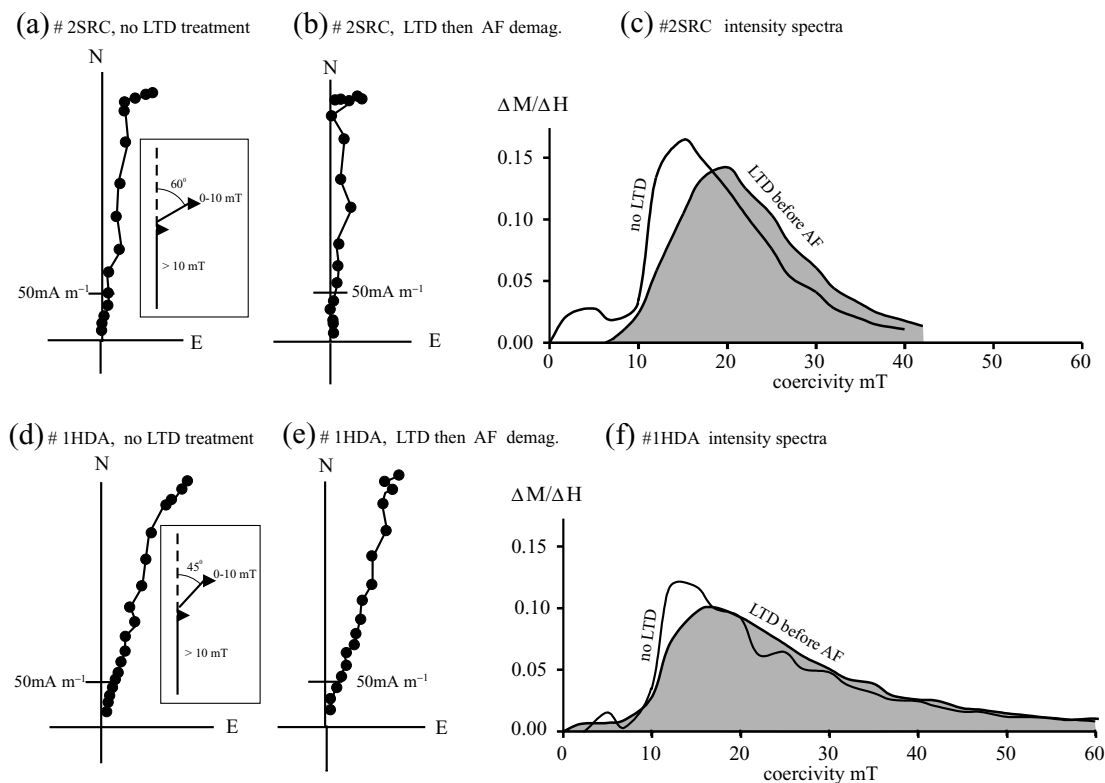 (a) # 2SRC, no LTD treatment
N
60°
0-10 mT
> 10 mT
50mA m⁻¹
E
(b) # 2SRC, LTD then AF demag.
N
50mA m⁻¹
E
(c) #2SRC intensity spectra
ΔM/ΔH
0.15
0.10
0.05
0.00
no LTD
LTD before AF
0 10 20 30 40 50 60
coercivity mT
(d) # 1HDA, no LTD treatment
N
45°
0-10 mT
> 10 mT
50mA m⁻¹
E
(e) # 1HDA, LTD then AF demag.
N
50mA m⁻¹
E
(f) #1HDA intensity spectra
ΔM/ΔH
0.15
0.10
0.05
0.00
no LTD
LTD before AF
0 10 20 30 40 50 60
coercivity mT